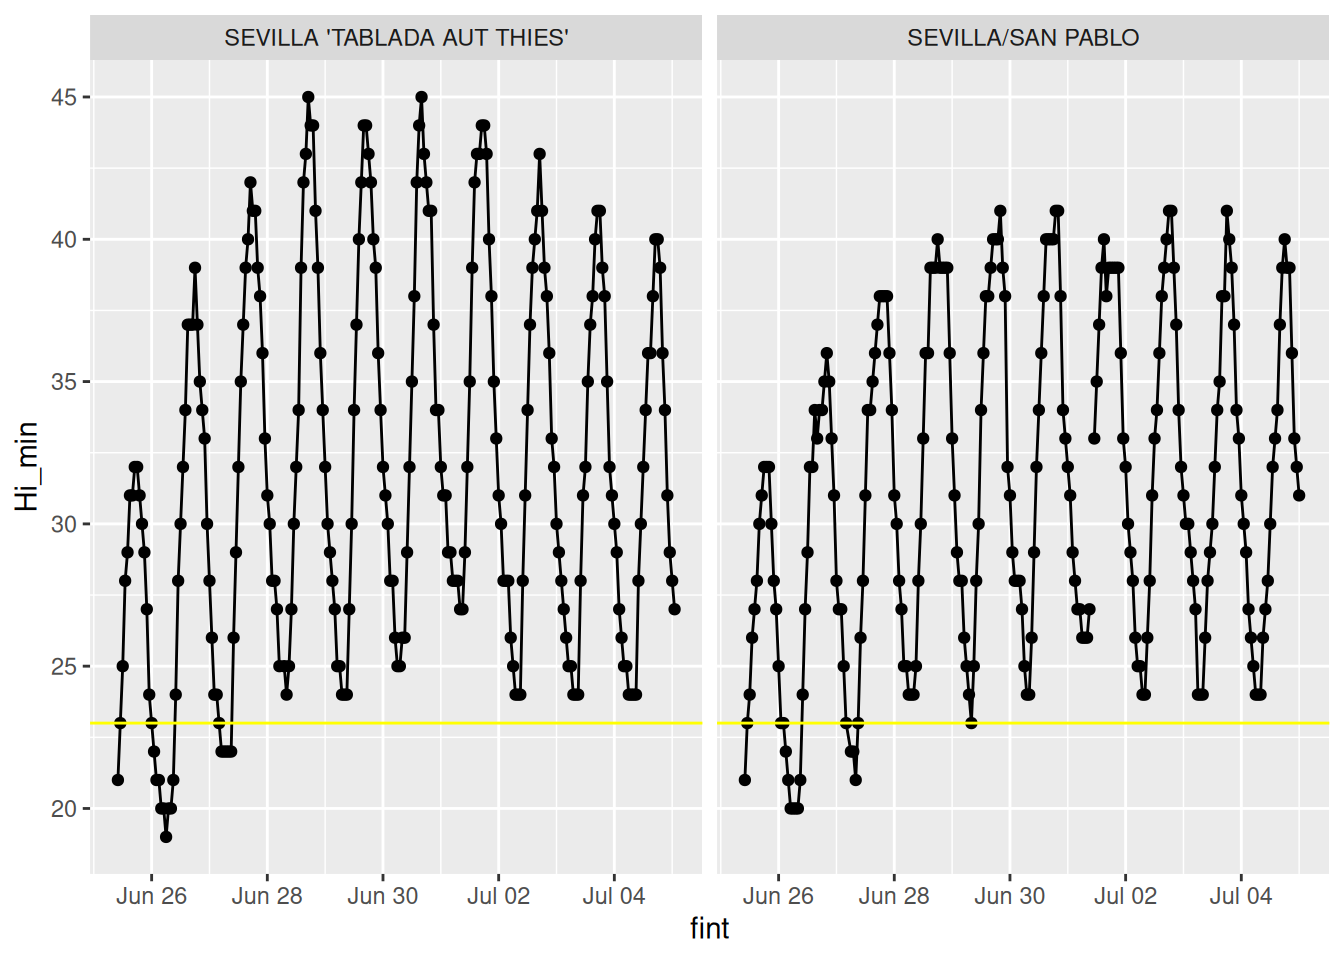 SEVILLA 'TABLADA AUT THIES'
SEVILLA/SAN PABLO
45
40
35
30
25
20
Hi_min
Jun 26 Jun 28 Jun 30 Jul 02 Jul 04
Jun 26 Jun 28 Jun 30 Jul 02 Jul 04
fint